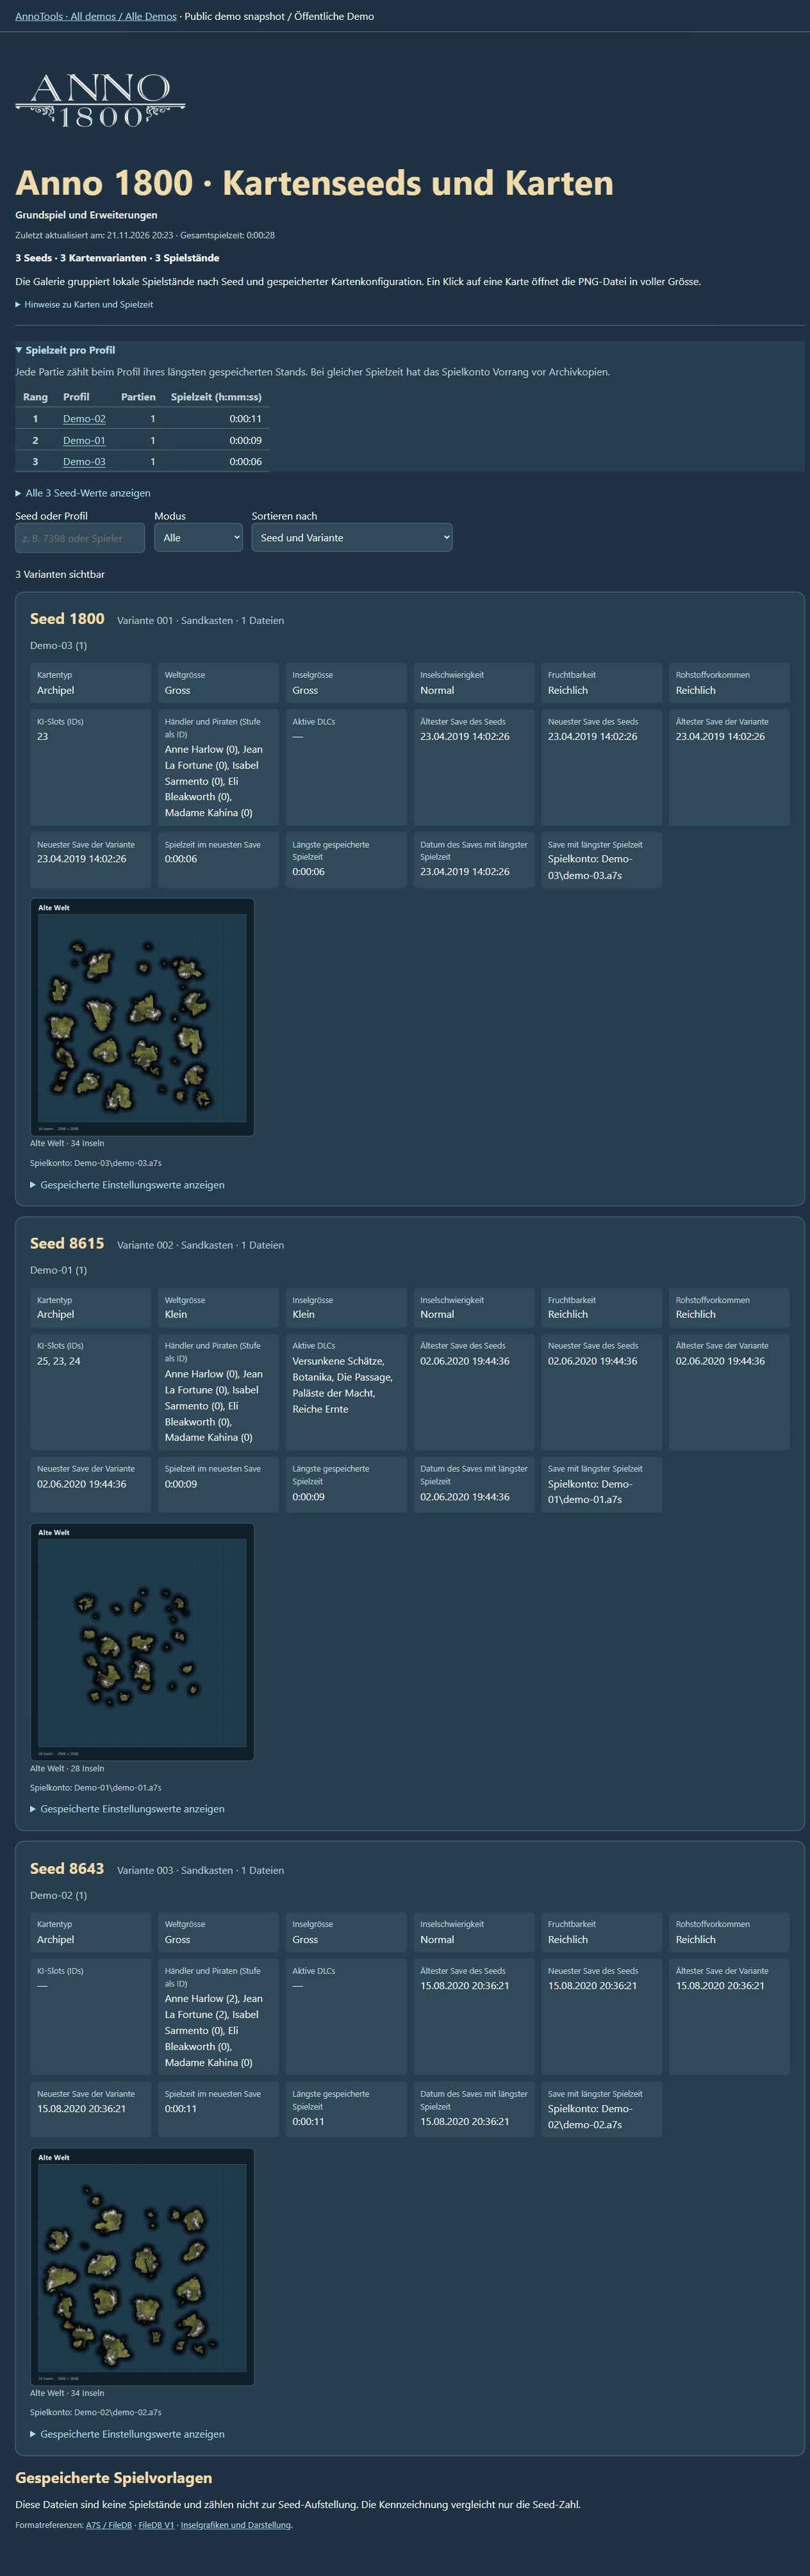 AnnoTools · All demos / Alle Demos · Public demo snapshot / Öffentliche Demo
ANNO
1800
Anno 1800 · Kartenseeds und Karten
Grundspiel und Erweiterungen
Zuletzt aktualisiert am: 21.11.2026 20:23 · Gesamtspielzeit: 0:00:28
3 Seeds · 3 Kartenvarianten · 3 Spielstände
Die Galerie gruppiert lokale Spielstände nach Seed und gespeicherter Kartenkonfiguration. Ein Klick auf eine Karte öffnet die PNG-Datei in voller Grösse.
▶ Hinweise zu Karten und Spielzeit
▼ Spielzeit pro Profil
Jede Partie zählt beim Profil ihres längsten gespeicherten Stands. Bei gleicher Spielzeit hat das Spielkonto Vorrang vor Archivkopien.
Rang Profil Partien Spielzeit (h:mm:ss)
1 Demo-02 1 0:00:11
2 Demo-01 1 0:00:09
3 Demo-03 1 0:00:06
▶ Alle 3 Seed-Werte anzeigen
Seed oder Profil Modus Sortieren nach
z. B. 7398 oder Spieler Alle Seed und Variante
3 Varianten sichtbar
Seed 1800 Variante 001 · Sandkasten · 1 Dateien
Demo-03 (1)
Kartentyp Weltgrösse Inselgrösse Inselschwierigkeit Fruchtbarkeit Rohstoffvorkommen
Archipel Gross Gross Normal Reichlich Reichlich
KI-Slots (IDs) Händler und Piraten (Stufe Aktive DLCs Ältester Save des Seeds Neuester Save des Seeds Ältester Save der Variante
als ID)
23 — 23.04.2019 14:02:26 23.04.2019 14:02:26 23.04.2019 14:02:26
Anne Harlow (0), Jean
La Fortune (0), Isabel
Sarmento (0), Eli
Bleakworth (0),
Madame Kahina (0)
Neuester Save der Variante Spielzeit im neuesten Save Längste gespeicherte Datum des Saves mit längster Save mit längster Spielzeit
Spielzeit Spielzeit
23.04.2019 14:02:26 0:00:06 0:00:06 23.04.2019 14:02:26 Spielkonto: Demo-
03\demo-03.a7s
Alte Welt
Alte Welt · 34 Inseln
Spielkonto: Demo-03\demo-03.a7s
▶ Gespeicherte Einstellungswerte anzeigen
Seed 8615 Variante 002 · Sandkasten · 1 Dateien
Demo-01 (1)
Kartentyp Weltgrösse Inselgrösse Inselschwierigkeit Fruchtbarkeit Rohstoffvorkommen
Archipel Klein Klein Normal Reichlich Reichlich
KI-Slots (IDs) Händler und Piraten (Stufe Aktive DLCs Ältester Save des Seeds Neuester Save des Seeds Ältester Save der Variante
als ID)
25, 23, 24 Versunkene Schätze, 02.06.2020 19:44:36 02.06.2020 19:44:36 02.06.2020 19:44:36
Anne Harlow (0), Jean Botanika, Die Passage,
La Fortune (0), Isabel Paläste der Macht,
Sarmento (0), Eli Reiche Ernte
Bleakworth (0),
Madame Kahina (0)
Neuester Save der Variante Spielzeit im neuesten Save Längste gespeicherte Datum des Saves mit längster Save mit längster Spielzeit
Spielzeit Spielzeit
02.06.2020 19:44:36 0:00:09 0:00:09 02.06.2020 19:44:36 Spielkonto: Demo-
01\demo-01.a7s
Alte Welt
Alte Welt · 28 Inseln
Spielkonto: Demo-01\demo-01.a7s
▶ Gespeicherte Einstellungswerte anzeigen
Seed 8643 Variante 003 · Sandkasten · 1 Dateien
Demo-02 (1)
Kartentyp Weltgrösse Inselgrösse Inselschwierigkeit Fruchtbarkeit Rohstoffvorkommen
Archipel Gross Gross Normal Reichlich Reichlich
KI-Slots (IDs) Händler und Piraten (Stufe Aktive DLCs Ältester Save des Seeds Neuester Save des Seeds Ältester Save der Variante
als ID)
— — 15.08.2020 20:36:21 15.08.2020 20:36:21 15.08.2020 20:36:21
Anne Harlow (2), Jean
La Fortune (2), Isabel
Sarmento (0), Eli
Bleakworth (0),
Madame Kahina (0)
Neuester Save der Variante Spielzeit im neuesten Save Längste gespeicherte Datum des Saves mit längster Save mit längster Spielzeit
Spielzeit Spielzeit
15.08.2020 20:36:21 0:00:11 0:00:11 15.08.2020 20:36:21 Spielkonto: Demo-
02\demo-02.a7s
Alte Welt
Alte Welt · 34 Inseln
Spielkonto: Demo-02\demo-02.a7s
▶ Gespeicherte Einstellungswerte anzeigen
Gespeicherte Spielvorlagen
Diese Dateien sind keine Spielstände und zählen nicht zur Seed-Aufstellung. Die Kennzeichnung vergleicht nur die Seed-Zahl.
Formatreferenzen: A7S / FileDB · FileDB V1 · Inselgrafiken und Darstellung.